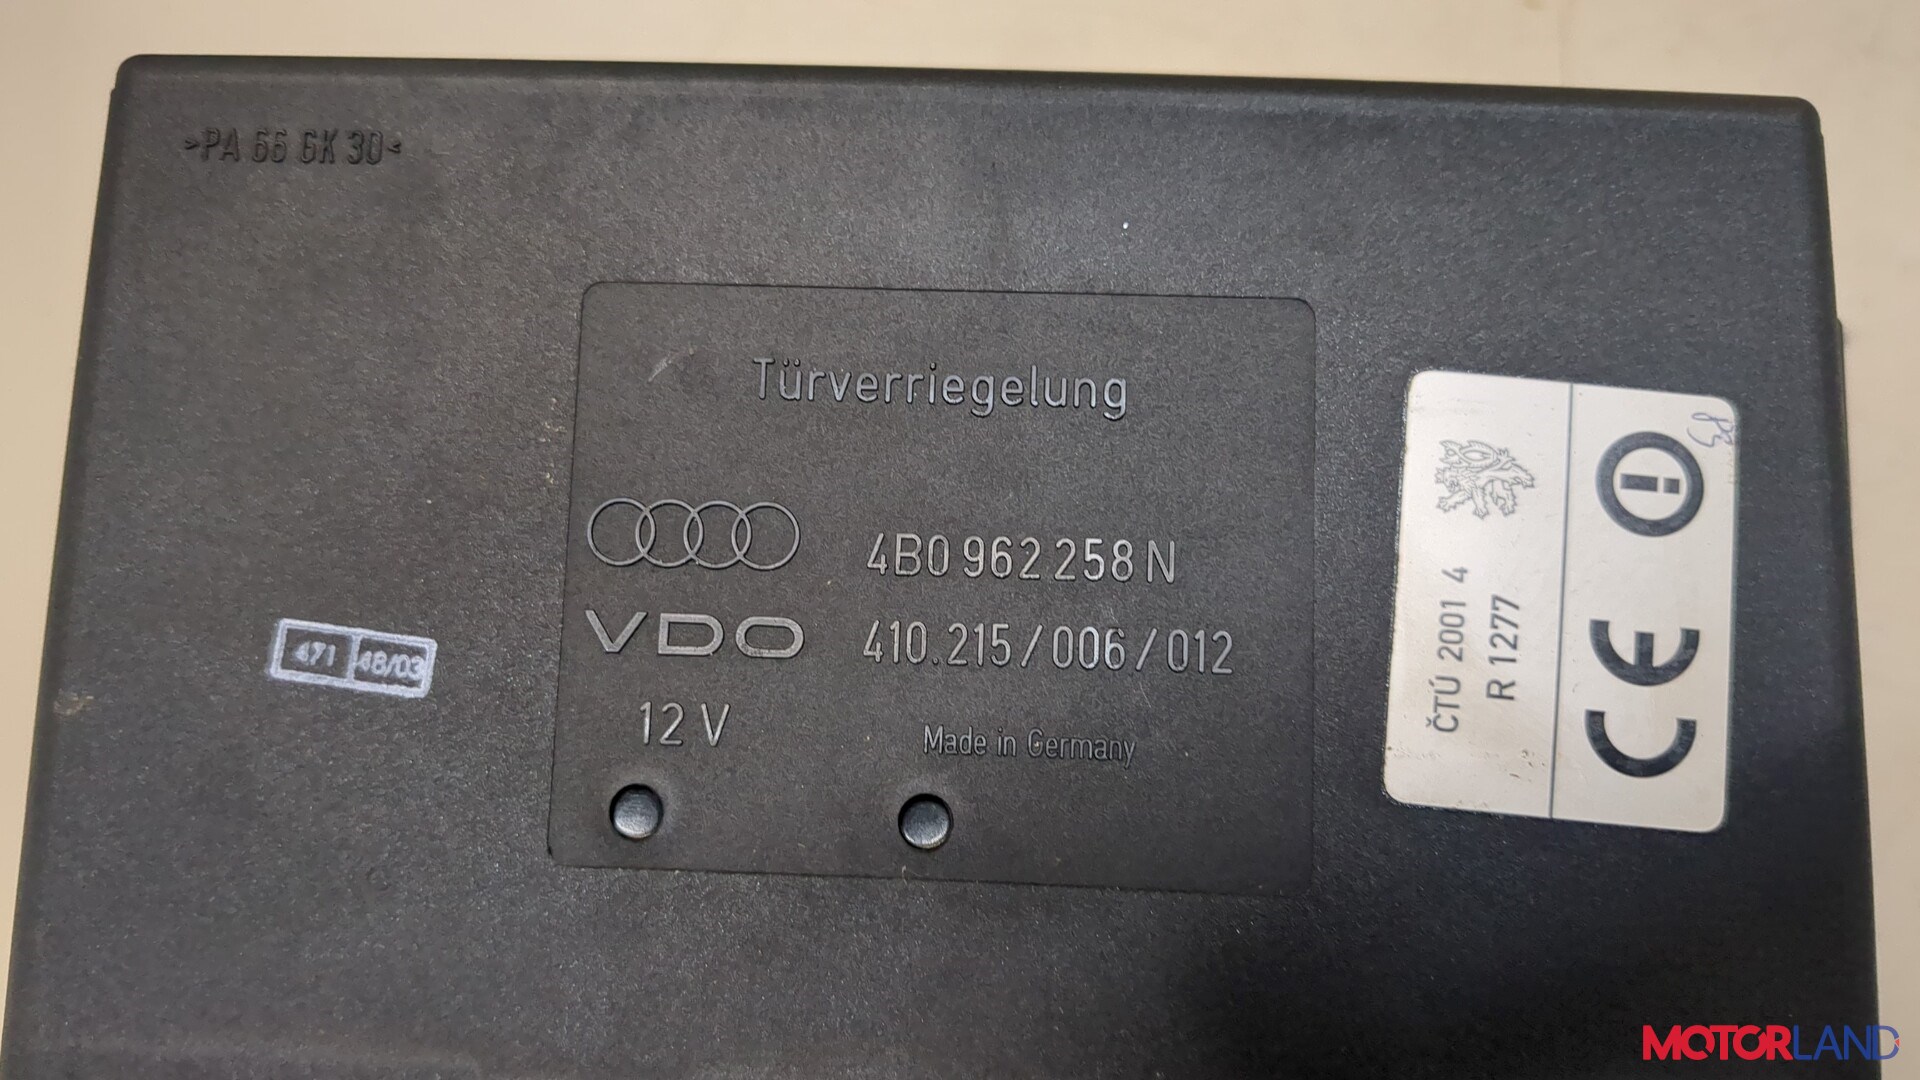 >PA 66 GK 30<
Türverriegelung
4B0 962 258 N
VDO 410.215/006/012
12 V
Made in Germany
471 48/03
ČTÚ 2001 4
R 1277
CE
MOTORLAND